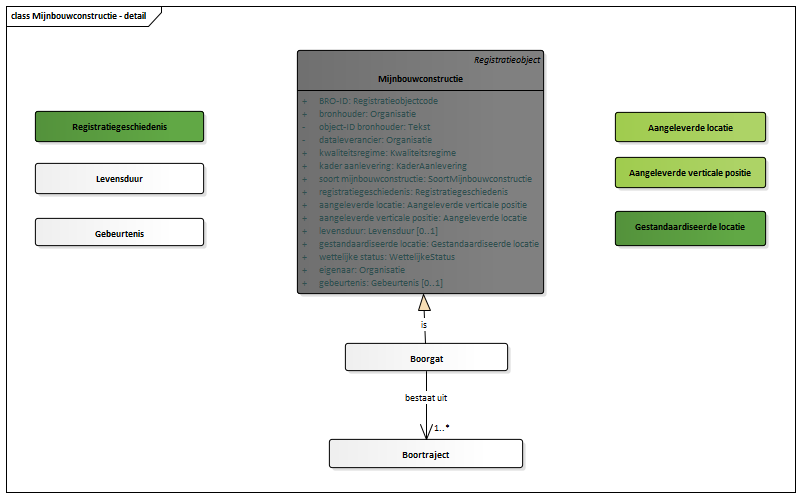 class Mijnbouwconstructie - detail
Registratieobject
Mijnbouwconstructie
+ BRO-ID: Registratieobjectcode
+ bronhouder: Organisatie
- object-ID bronhouder: Tekst
- dataleverancier: Organisatie
+ kwaliteitsregime: Kwaliteitsregime
+ kader aanlevering: KaderAanlevering
+ soort mijnbouwconstructie: SoortMijnbouwconstructie
+ registratiegeschiedenis: Registratiegeschiedenis
+ aangeleverde locatie: Aangeleverde verticale positie
+ aangeleverde verticale positie: Aangeleverde locatie
+ levensduur: Levensduur [0..1]
+ gestandaardiseerde locatie: Gestandaardiseerde locatie
+ wettelijke status: WettelijkeStatus
+ eigenaar: Organisatie
+ gebeurtenis: Gebeurtenis [0..1]
Registratiegeschiedenis
Levensduur
Gebeurtenis
Aangeleverde locatie
Aangeleverde verticale positie
Gestandaardiseerde locatie
is
Boorgat
bestaat uit
1..*
Boortraject